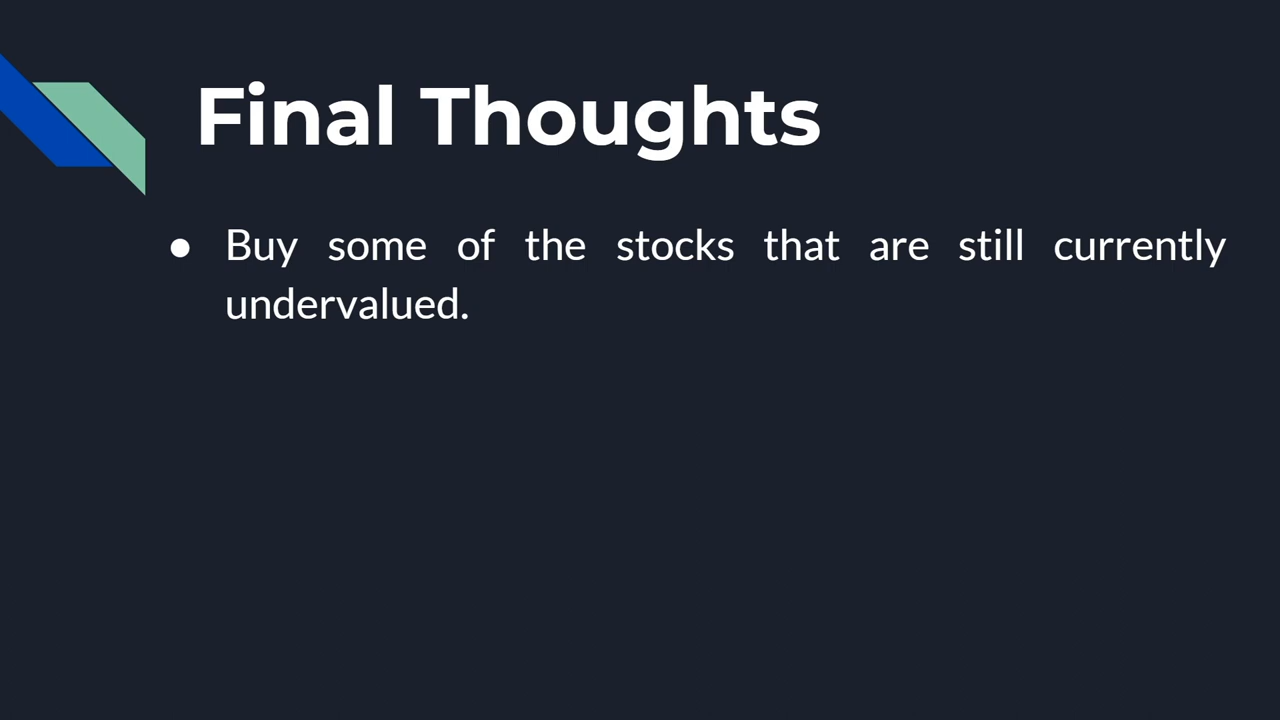 Final Thoughts
● Buy some of the stocks that are still currently
undervalued.